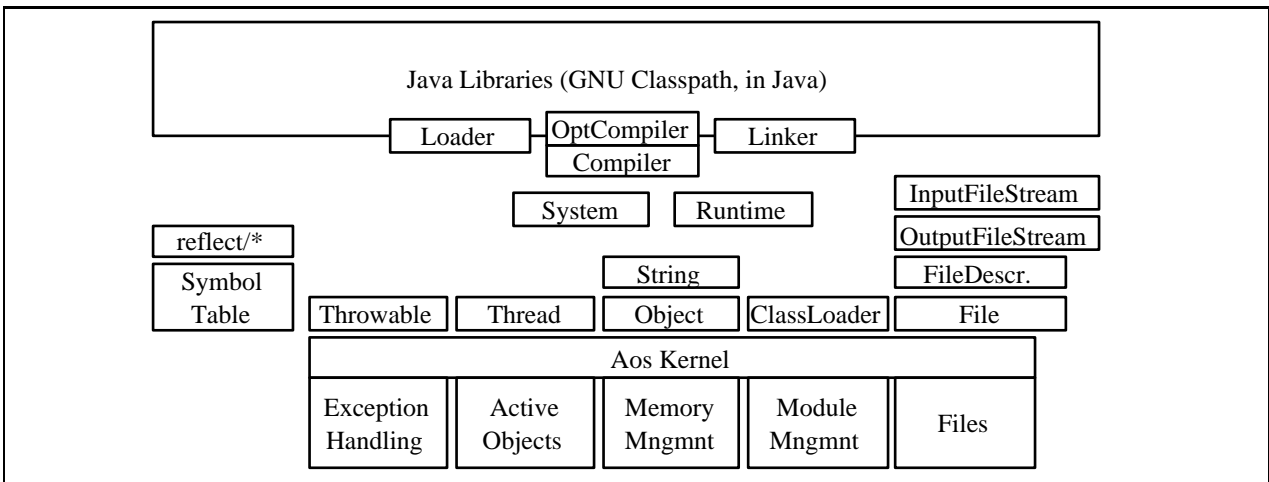 Java Libraries (GNU Classpath, in Java)
Loader
OptCompiler
Linker
Compiler
System
Runtime
InputFileStream
OutputFileStream
reflect/*
Symbol
Table
String
FileDescr.
Throwable
Thread
Object
ClassLoader
File
Aos Kernel
Exception
Handling
Active
Objects
Memory
Mngmnt
Module
Mngmnt
Files